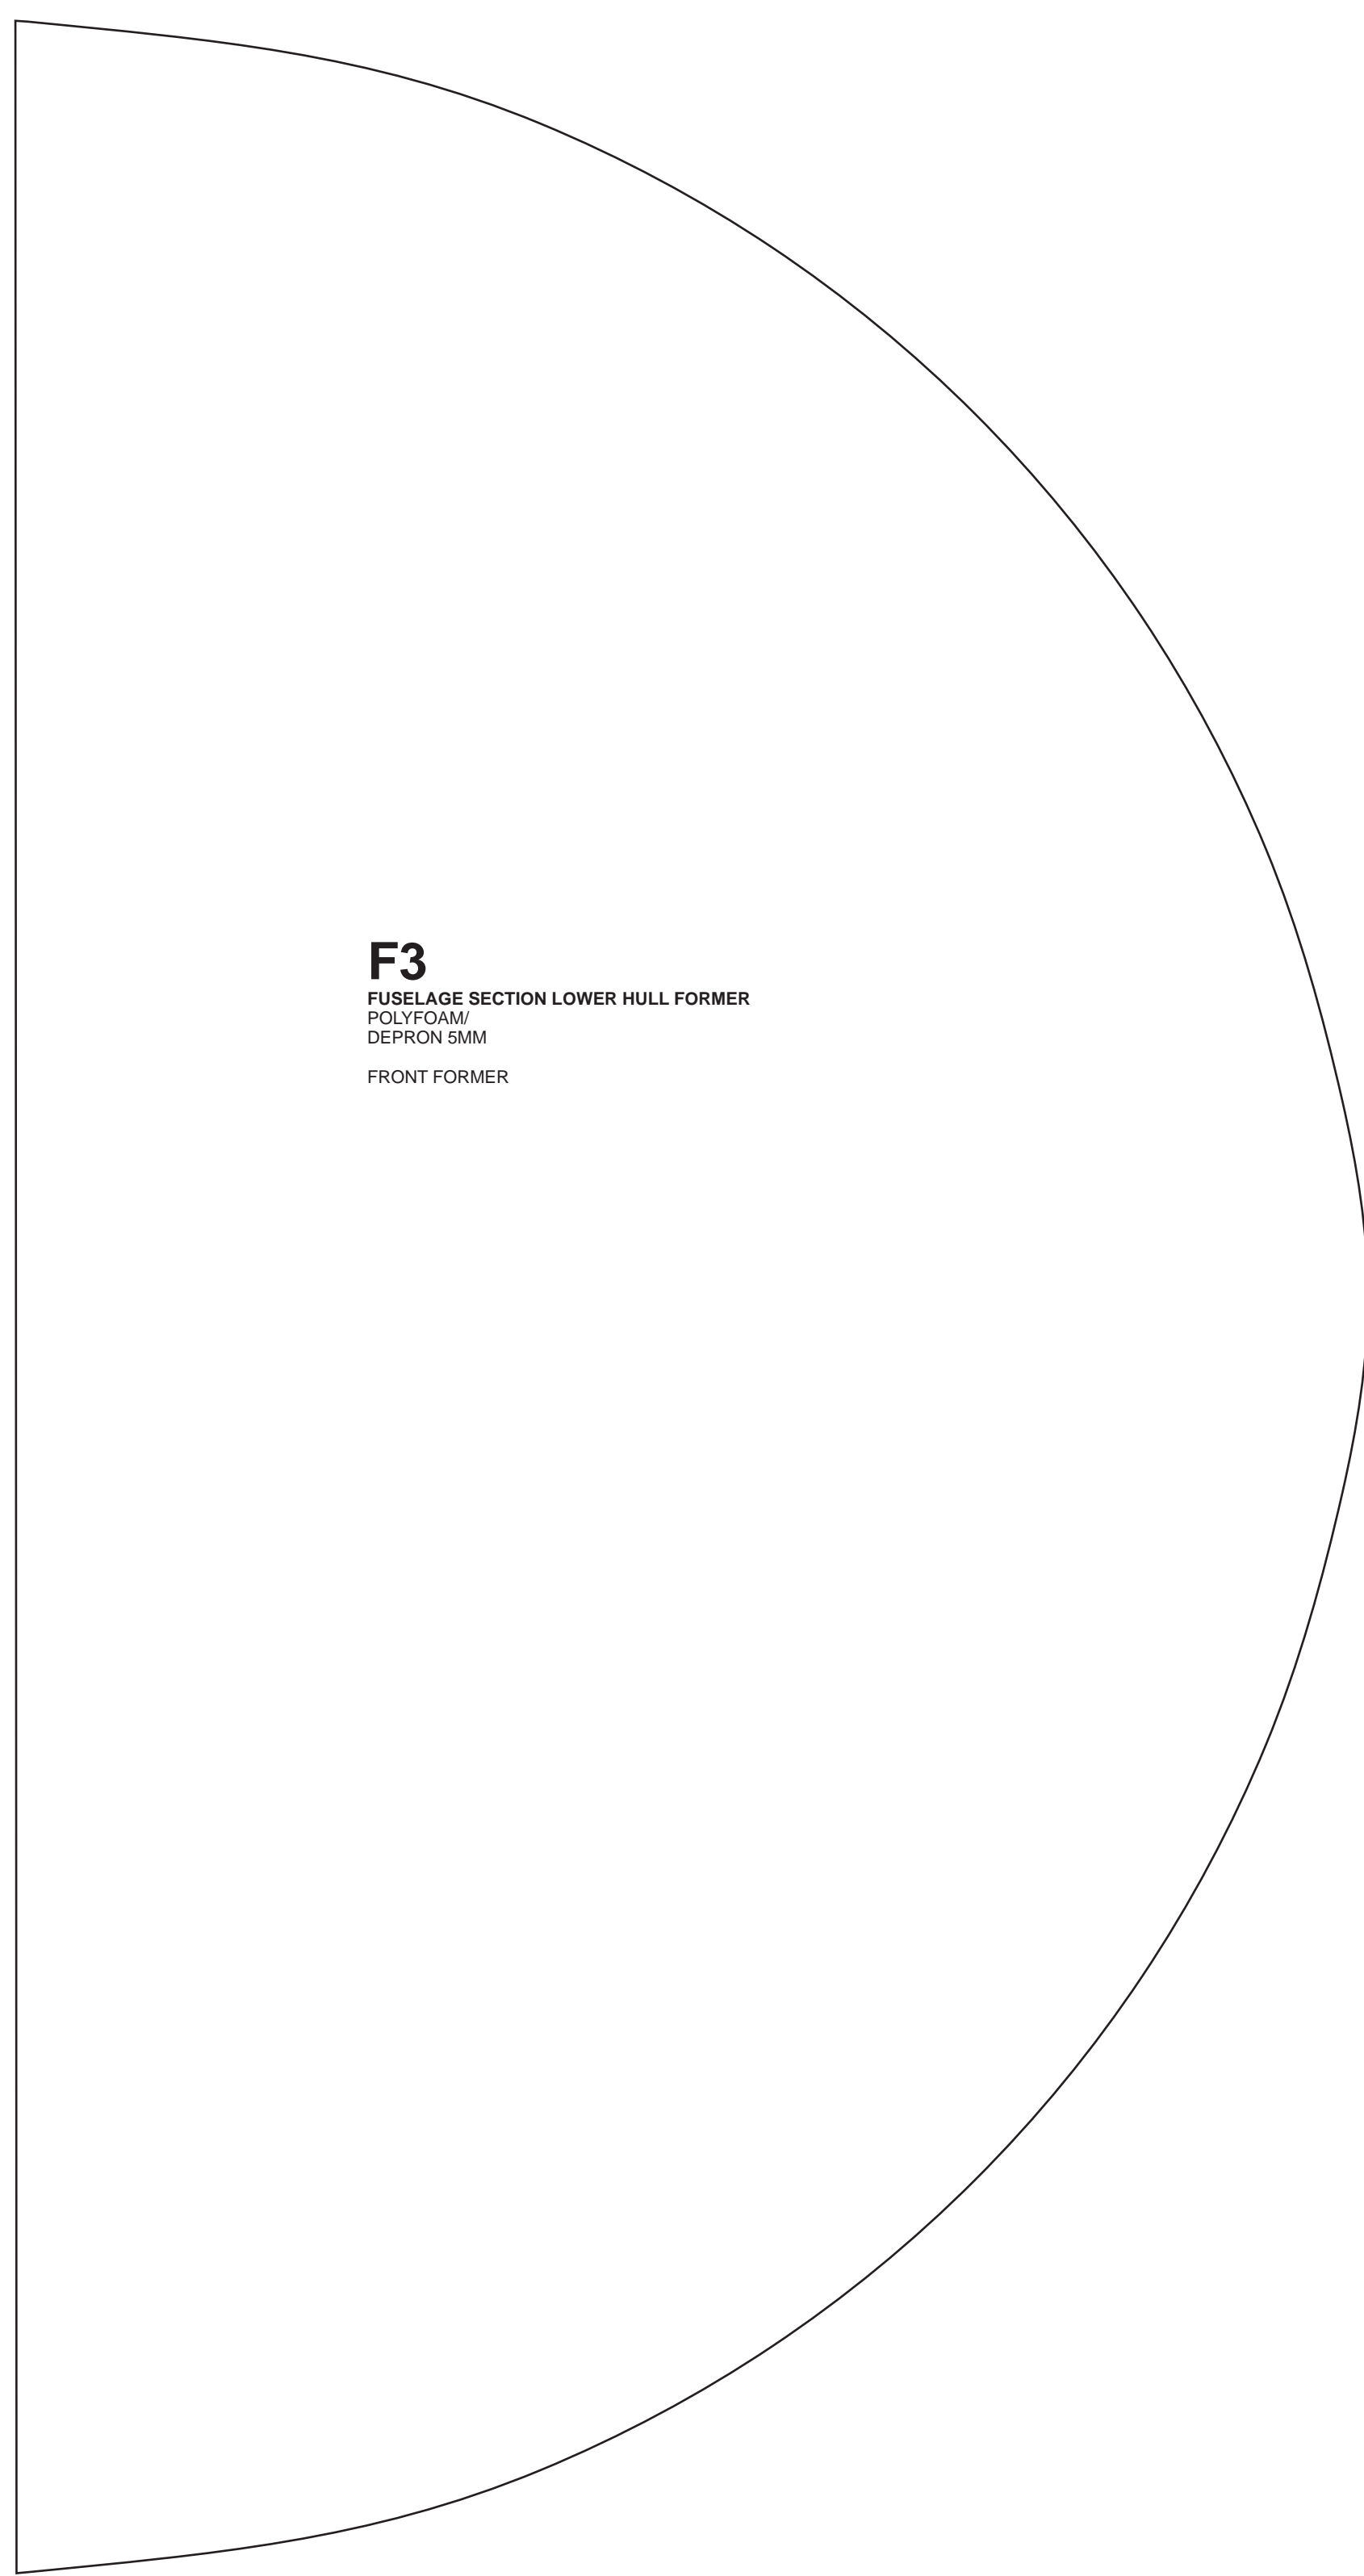 F3
FUSELAGE SECTION LOWER HULL FORMER
POLYFOAM/
DEPRON 5MM
FRONT FORMER